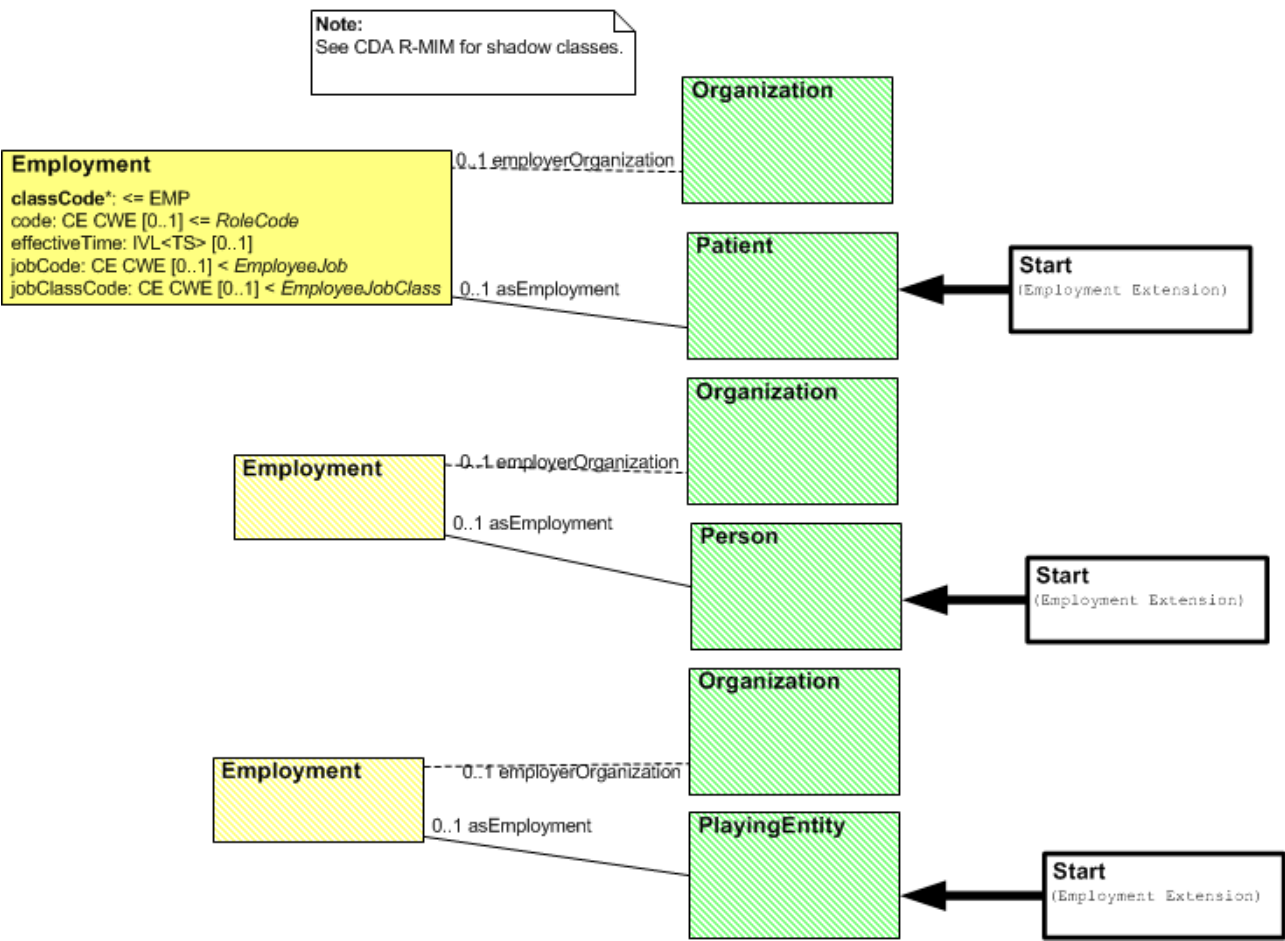 Note:
See CDA R-MIM for shadow classes.
Organization
0..1 employerOrganization
Employment
classCode*: <= EMP
code: CE CWE [0..1] <= RoleCode
effectiveTime: IVL<TS> [0..1]
jobCode: CE CWE [0..1] < EmployeeJob
jobClassCode: CE CWE [0..1] < EmployeeJobClass
Patient
0..1 asEmployment
Start
(Employment Extension)
Organization
0..1 employerOrganization
Employment
0..1 asEmployment
Person
Start
(Employment Extension)
Organization
0..1 employerOrganization
Employment
0..1 asEmployment
PlayingEntity
Start
(Employment Extension)